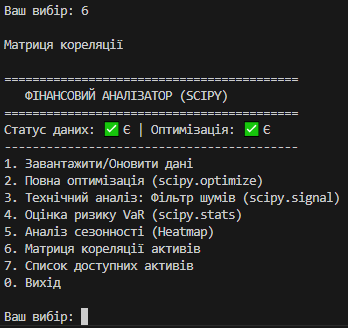 Ваш вибір: 6
Матриця кореляції
==========================================
ФІНАНСОВИЙ АНАЛІЗАТОР (SCIPY)
==========================================
Статус даних: ✅ Є | Оптимізація: ✅ Є
------------------------------------------
1. Завантажити/Оновити дані
2. Повна оптимізація (scipy.optimize)
3. Технічний аналіз: Фільтр шумів (scipy.signal)
4. Оцінка ризику VaR (scipy.stats)
5. Аналіз сезонності (Heatmap)
6. Матриця кореляції активів
7. Список доступних активів
0. Вихід
Ваш вибір: